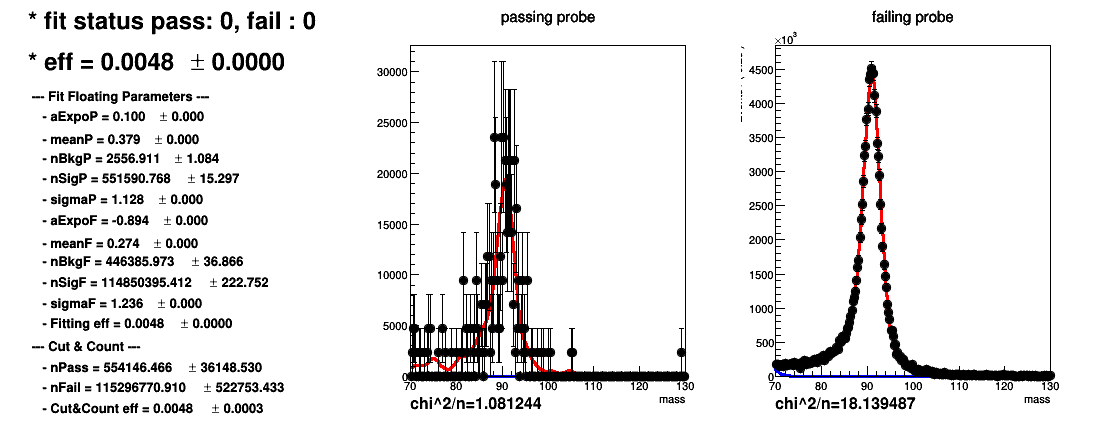 * fit status pass: 0, fail : 0
* eff = 0.0048 ± 0.0000
--- Fit Floating Parameters ---
- aExpoP = 0.100 ± 0.000
- meanP = 0.379 ± 0.000
- nBkgP = 2556.911 ± 1.084
- nSigP = 551590.768 ± 15.297
- sigmaP = 1.128 ± 0.000
- aExpoF = -0.894 ± 0.000
- meanF = 0.274 ± 0.000
- nBkgF = 446385.973 ± 36.866
- nSigF = 114850395.412 ± 222.752
- sigmaF = 1.236 ± 0.000
- Fitting eff = 0.0048 ± 0.0000
--- Cut & Count ---
- nPass = 554146.466 ± 36148.530
- nFail = 115296770.910 ± 522753.433
- Cut&Count eff = 0.0048 ± 0.0003
passing probe
30000
25000
20000
15000
10000
5000
0
70 80 90 100 110 120 130
mass
chi^2/n=1.081244
failing probe
×10³
4500
4000
3500
3000
2500
2000
1500
1000
500
0
70 80 90 100 110 120 130
mass
chi^2/n=18.139487